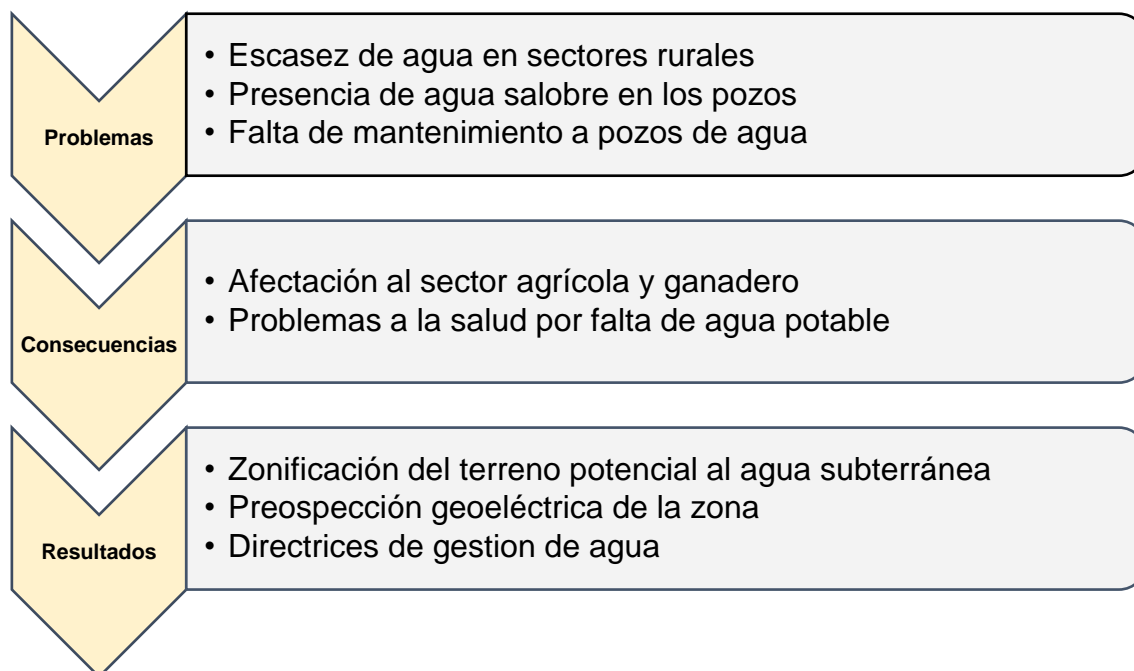 Problemas
• Escasez de agua en sectores rurales
• Presencia de agua salobre en los pozos
• Falta de mantenimiento a pozos de agua
Consecuencias
• Afectación al sector agrícola y ganadero
• Problemas a la salud por falta de agua potable
Resultados
• Zonificación del terreno potencial al agua subterránea
• Preospección geoeléctrica de la zona
• Directrices de gestion de agua